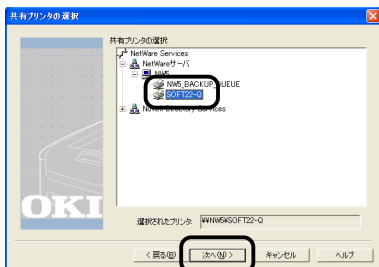 共有プリンタの選択
共有プリンタの選択:
NetWare Services
NetWareサーバ
NW5
NW5_BACKUP_QUEUE
SOFT22-Q
Novell Directory Services
OKI
選択されたプリンタ: ¥¥NW5¥SOFT22-Q
< 戻る(B) 次へ(N) > キャンセル ヘルプ